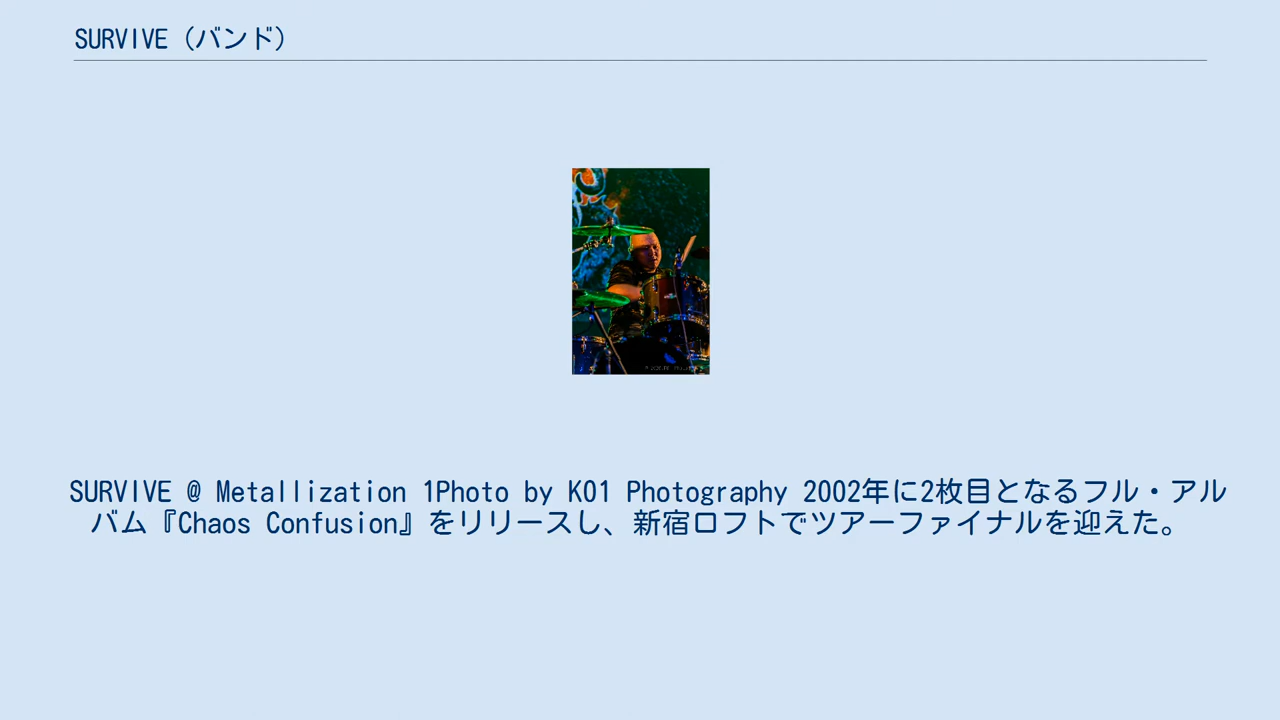 SURVIVE（バンド）
SURVIVE @ Metallization 1Photo by K01 Photography 2002年に2枚目となるフル・アル
バム『Chaos Confusion』をリリースし、新宿ロフトでツアーファイナルを迎えた。